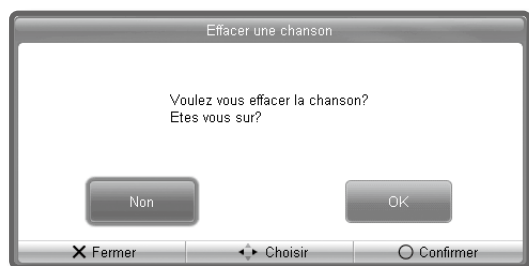 Effacer une chanson
Voulez vous effacer la chanson?
Etes vous sur?
Non OK
Fermer Choisir Confirmer